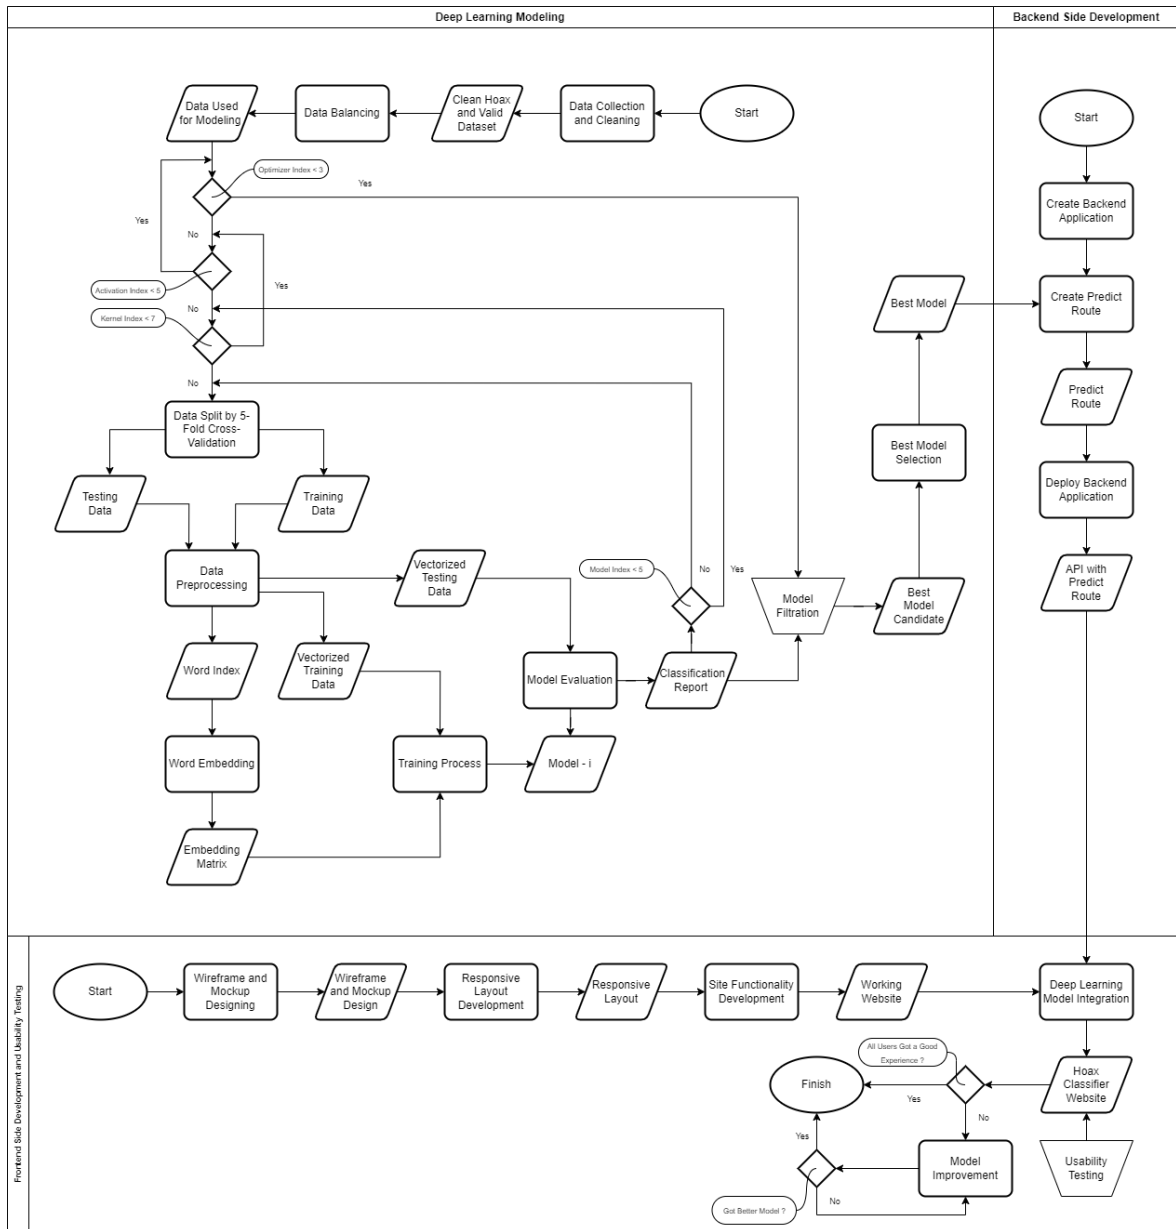 Deep Learning Modeling
Backend Side Development
Data Used
for Modeling
Data Balancing
Clean Hoax
and Valid
Dataset
Data Collection
and Cleaning
Start
Start
Optimizer Index < 3
Yes
Yes
No
Create Backend
Application
Activation Index < 5
Yes
No
Kernel Index < 7
Best Model
Create Predict
Route
No
Data Split by 5-
Fold Cross-
Validation
Predict
Route
Best Model
Selection
Testing
Data
Training
Data
Deploy Backend
Application
Data
Preprocessing
Vectorized
Testing
Data
Model Index < 5
No
Yes
Model
Filtration
Best
Model
Candidate
API with
Predict
Route
Word Index
Vectorized
Training
Data
Model Evaluation
Classification
Report
Word Embedding
Training Process
Model - i
Embedding
Matrix
Frontend Side Development and Usability Testing
Start
Wireframe and
Mockup
Designing
Wireframe
and Mockup
Design
Responsive
Layout
Development
Responsive
Layout
Site Functionality
Development
Working
Website
Deep Learning
Model Integration
All Users Got a Good
Experience ?
Finish
Yes
Hoax
Classifier
Website
No
Yes
Model
Improvement
Usability
Testing
Got Better Model ?
No